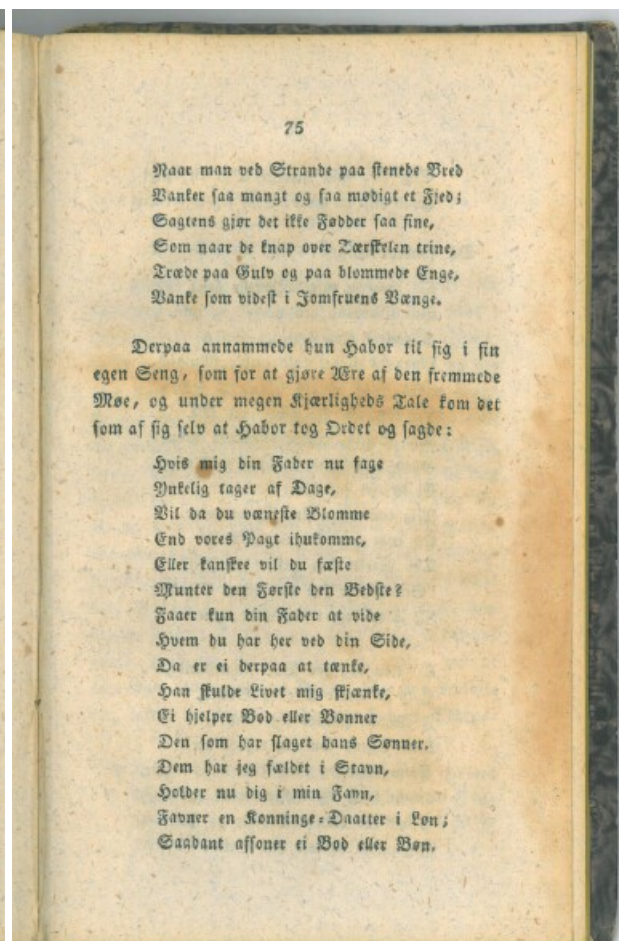 75
Naar man ved Strande paa stenede Bred
Vanker saa mangt og saa mødigt et Fjed;
Sagtens gjør det ikke Fødder saa fine,
Som naar de knap over Tærskelen trine,
Træde paa Gulv og paa blommede Enge,
Vanke som videst i Jomfruens Vænge.
Derpaa annammede hun Habor til sig i sin
egen Seng, som for at gjøre Ære af den fremmede
Møe, og under megen Kjærligheds Tale kom det
som af sig selv at Habor tog Ordet og sagde:
Hvis mig din Fader nu fage
Ynkelig tager af Dage,
Vil da du væneste Blomme
End vores Pagt ihukomme,
Eller kanskee vil du fæste
Munter den Første den Bedste?
Faaer kun din Fader at vide
Hvem du har her ved din Side,
Da er ei derpaa at tænke,
Han skulde Livet mig skjænke,
Ei hjelper Bod eller Bønner
Den som har slaget hans Sønner.
Dem har jeg fældet i Stavn,
Holder nu dig i min Favn,
Favner en Konninge-Daatter i Løn;
Saadant affoner ei Bod eller Bøn.